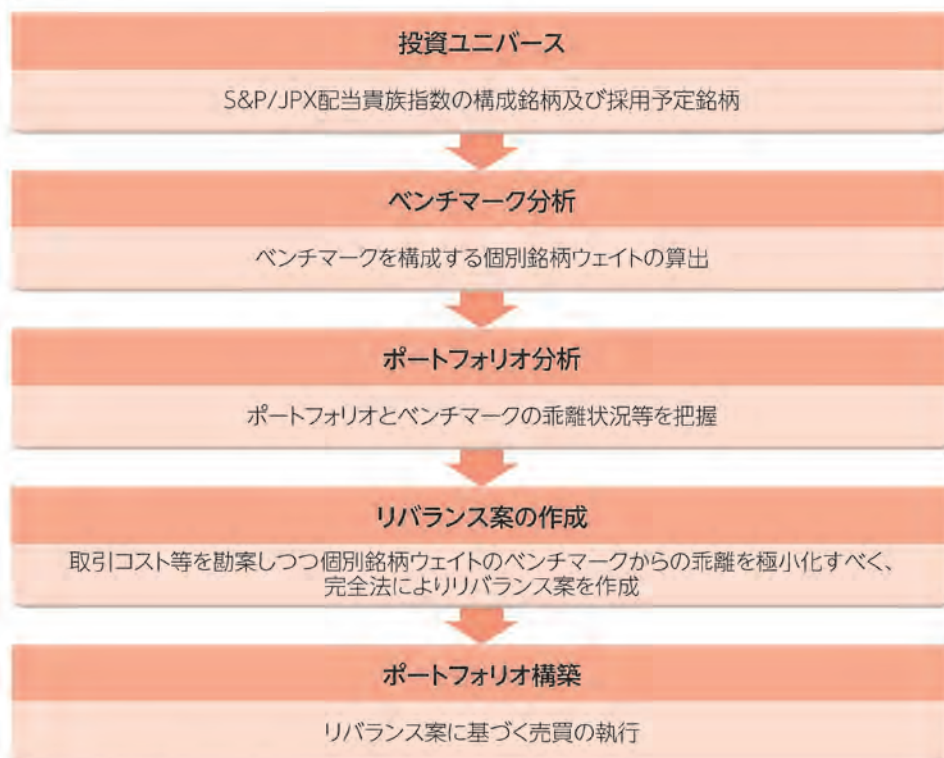 投資ユニバース
S&P/JPX配当貴族指数の構成銘柄及び採用予定銘柄
ベンチマーク分析
ベンチマークを構成する個別銘柄ウェイトの算出
ポートフォリオ分析
ポートフォリオとベンチマークの乖離状況等を把握
リバランス案の作成
取引コスト等を勘案しつつ個別銘柄ウェイトのベンチマークからの乖離を極小化すべく、
完全法によりリバランス案を作成
ポートフォリオ構築
リバランス案に基づく売買の執行